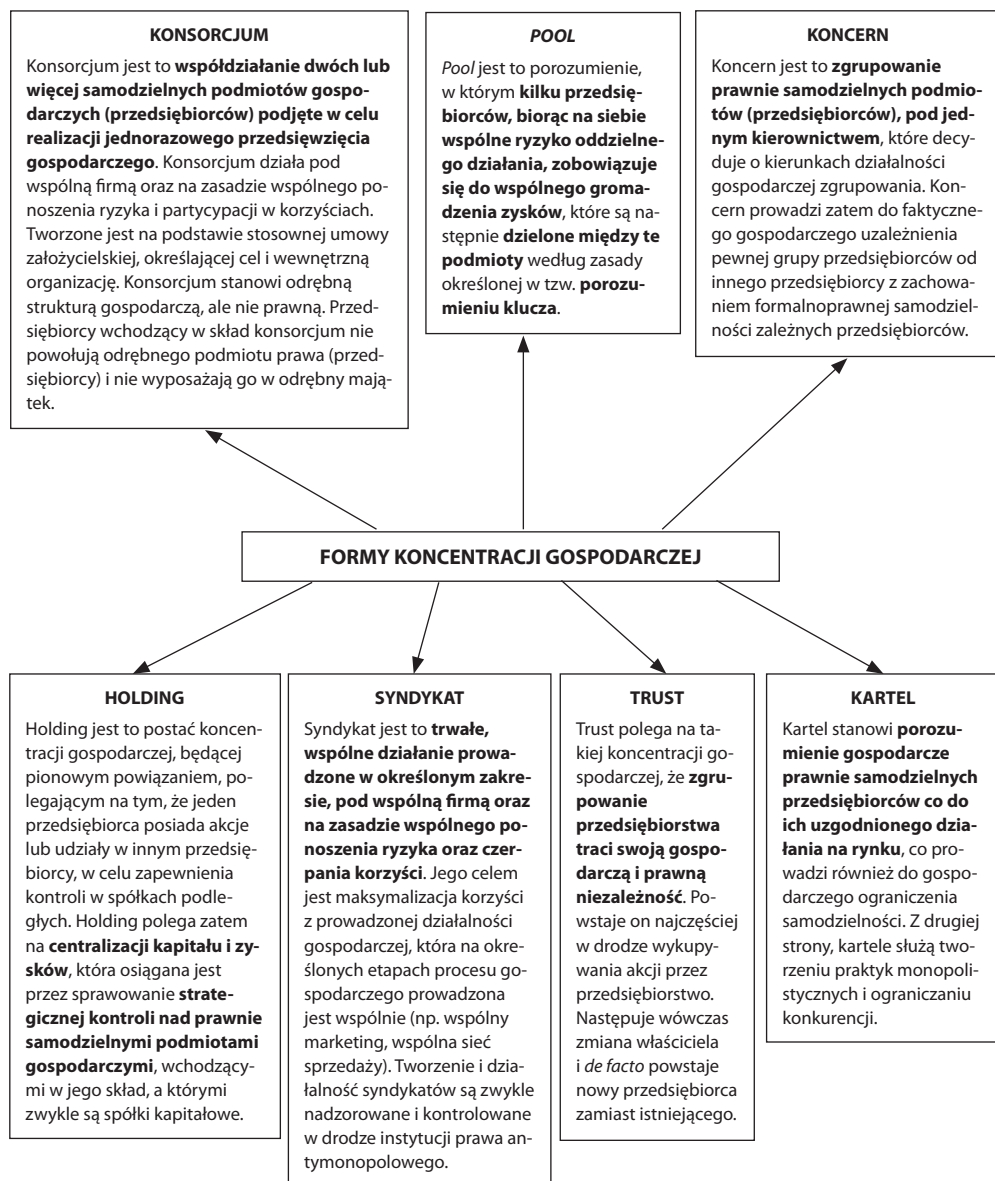 KONSORCJUM
Konsorcjum jest to współdziałanie dwóch lub
więcej samodzielnych podmiotów gospo-
darczych (przedsiębiorców) podjęte w celu
realizacji jednorazowego przedsięwzięcia
gospodarczego. Konsorcjum działa pod
wspólną firmą oraz na zasadzie wspólnego po-
noszenia ryzyka i partycypacji w korzyściach.
Tworzone jest na podstawie stosownej umowy
założycielskiej, określającej cel i wewnętrzną
organizację. Konsorcjum stanowi odrębną
strukturą gospodarczą, ale nie prawną. Przed-
siębiorcy wchodzący w skład konsorcjum nie
powołują odrębnego podmiotu prawa (przed-
siębiorcy) i nie wyposażają go w odrębny mają-
tek.
POOL
Pool jest to porozumienie,
w którym kilku przedsię-
biorców, biorąc na siebie
wspólne ryzyko oddzielne-
go działania, zobowiązuje
się do wspólnego groma-
dzenia zysków, które są na-
stępnie dzielone między te
podmioty według zasady
określonej w tzw. porozu-
mieniu klucza.
KONCERN
Koncern jest to zgrupowanie
prawnie samodzielnych podmio-
tów (przedsiębiorców), pod je-
dnym kierownictwem, które decy-
duje o kierunkach działalności
gospodarczej zgrupowania. Kon-
cern prowadzi zatem do faktyczne-
go gospodarczego uzależnienia
pewnej grupy przedsiębiorców od
innego przedsiębiorcy z zachowa-
niem formalnoprawnej samodziel-
ności zależnych przedsiębiorców.
FORMY KONCENTRACJI GOSPODARCZEJ
HOLDING
Holding jest to postać koncen-
tracji gospodarczej, będącej
pionowym powiązaniem, po-
legającym na tym, że jeden
przedsiębiorca posiada akcje
lub udziały w innym przedsię-
biorcy, w celu zapewnienia
kontroli w spółkach podle-
głych. Holding polega zatem
na centralizacji kapitału i zy-
sków, która osiągana jest
przez sprawowanie strate-
gicznej kontroli nad prawnie
samodzielnymi podmiotami
gospodarczymi, wchodzący-
mi w jego skład, a którymi
zwykle są spółki kapitałowe.
SYNDYKAT
Syndykat jest to trwałe,
wspólne działanie prowa-
dzone w określonym zakre-
sie, pod wspólną firmą oraz
na zasadzie wspólnego po-
noszenia ryzyka oraz czer-
pania korzyści. Jego celem
jest maksymalizacja korzyści
z prowadzonej działalności
gospodarczej, która na okre-
ślonych etapach procesu go-
spodarczego prowadzona
jest wspólnie (np. wspólny
marketing, wspólna sieć
sprzedaży). Tworzenie i dzia-
łalność syndykatów są zwykle
nadzorowane i kontrolowane
w drodze instytucji prawa an-
tymonopolowego.
TRUST
Trust polega na ta-
kiej koncentracji go-
spodarczej, że zgru-
powanie
przedsiębiorstwa
traci swoją gospo-
darczą i prawną
niezależność. Po-
wstaje on najczęściej
w drodze wykupy-
wania akcji przez
przedsiębiorstwo.
Następuje wówczas
zmiana właściciela
i de facto powstaje
nowy przedsiębiorca
zamiast istniejącego.
KARTEL
Kartel stanowi porozu-
mienie gospodarcze
prawnie samodzielnych
przedsiębiorców co do
ich uzgodnionego dzia-
łania na rynku, co pro-
wadzi również do gospo-
darczego ograniczenia
samodzielności. Z drugiej
strony, kartele służą two-
rzeniu praktyk monopoli-
stycznych i ograniczaniu
konkurencji.